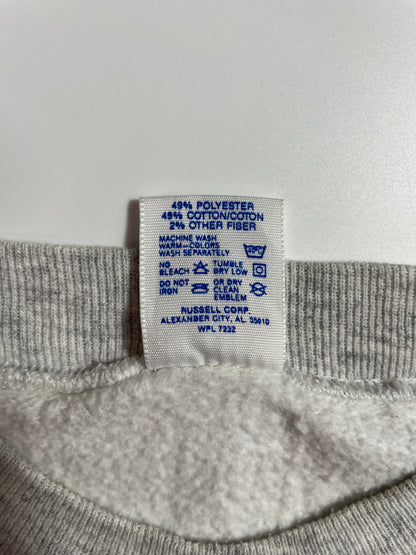 49% POLYESTER
49% COTTON/COTON
2% OTHER FIBER
MACHINE WASH
WARM-COLORS
WASH SEPARATELY
NO TUMBLE
BLEACH DRY LOW
DO NOT OR DRY
IRON CLEAN
EMBLEM
RUSSELL CORP.
ALEXANDER CITY, AL 35010
WPL 7232